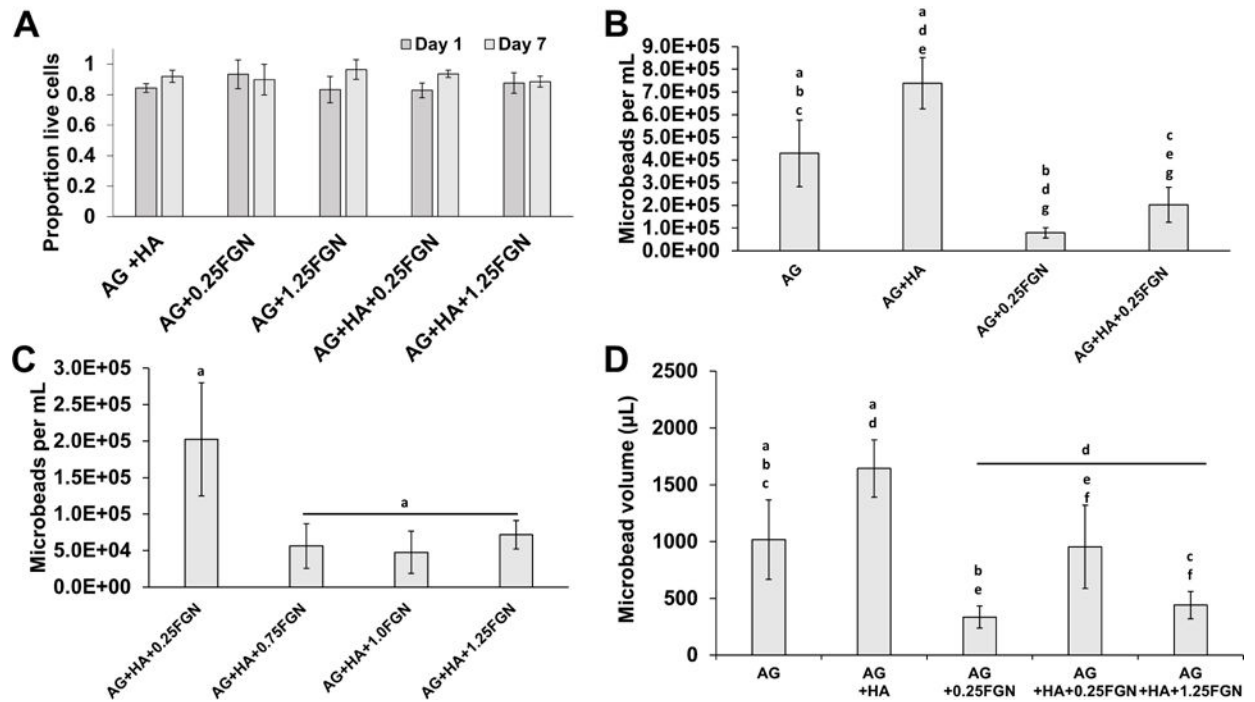 A
Day 1
Day 7
Proportion live cells
1
0.8
0.6
0.4
0.2
0
AG +HA
AG+0.25FGN
AG+1.25FGN
AG+HA+0.25FGN
AG+HA+1.25FGN
B
Microbeads per mL
9.0E+05
8.0E+05
7.0E+05
6.0E+05
5.0E+05
4.0E+05
3.0E+05
2.0E+05
1.0E+05
0.0E+00
a
b
c
a
d
e
b
d
g
c
e
g
AG
AG+HA
AG+0.25FGN
AG+HA+0.25FGN
C
Microbeads per mL
3.0E+05
2.5E+05
2.0E+05
1.5E+05
1.0E+05
5.0E+04
0.0E+00
a
a
AG+HA+0.25FGN
AG+HA+0.75FGN
AG+HA+1.0FGN
AG+HA+1.25FGN
D
Microbead volume (µL)
2500
2000
1500
1000
500
0
a
b
c
a
d
d
b
e
e
f
c
f
AG
AG
+HA
AG
+0.25FGN
AG
+HA+0.25FGN
AG
+HA+1.25FGN